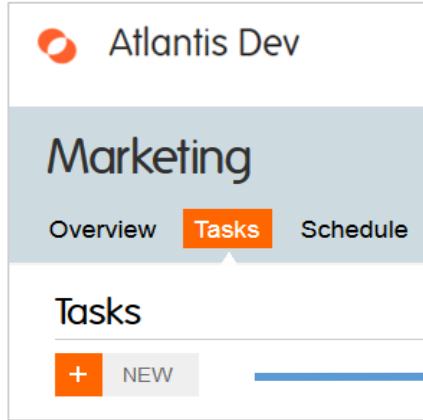 Atlantis Dev
Marketing
Overview Tasks Schedule
Tasks
+ NEW